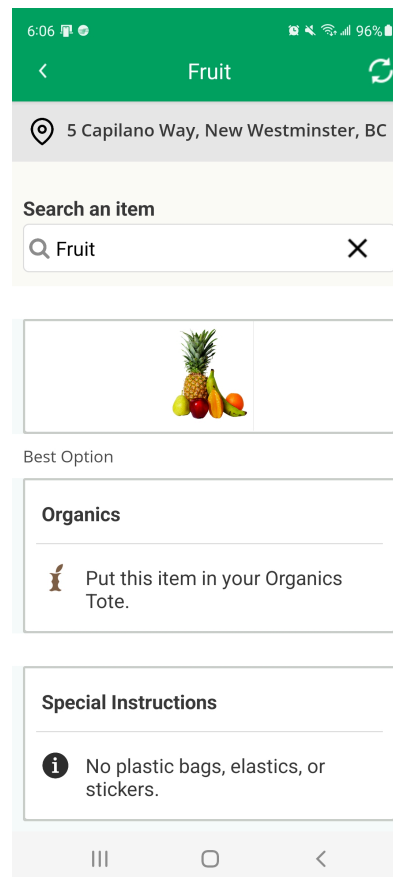 6:06
96%
Fruit
5 Capilano Way, New Westminster, BC
Search an item
Fruit
Best Option
Organics
Put this item in your Organics
Tote.
Special Instructions
No plastic bags, elastics, or
stickers.